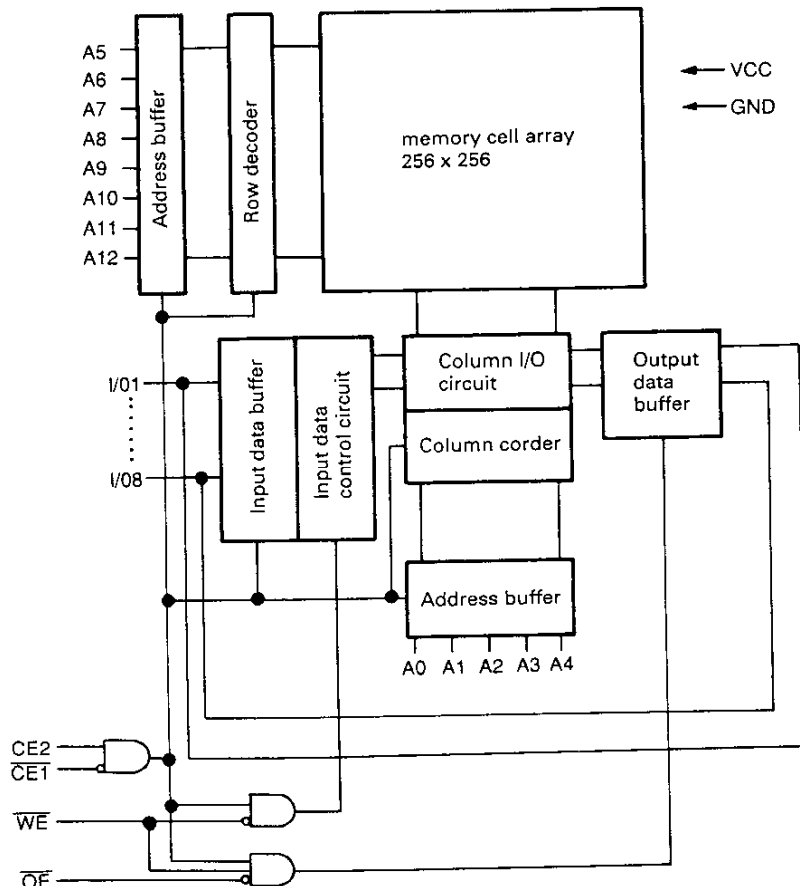 A5
A6
A7
A8
A9
A10
A11
A12
Address buffer
Row decoder
memory cell array
256 x 256
VCC
GND
I/01
I/08
Input data buffer
Input data
control circuit
Column I/O
circuit
Column corder
Output
data
buffer
Address buffer
A0 A1 A2 A3 A4
CE2
CE1
WE
OE